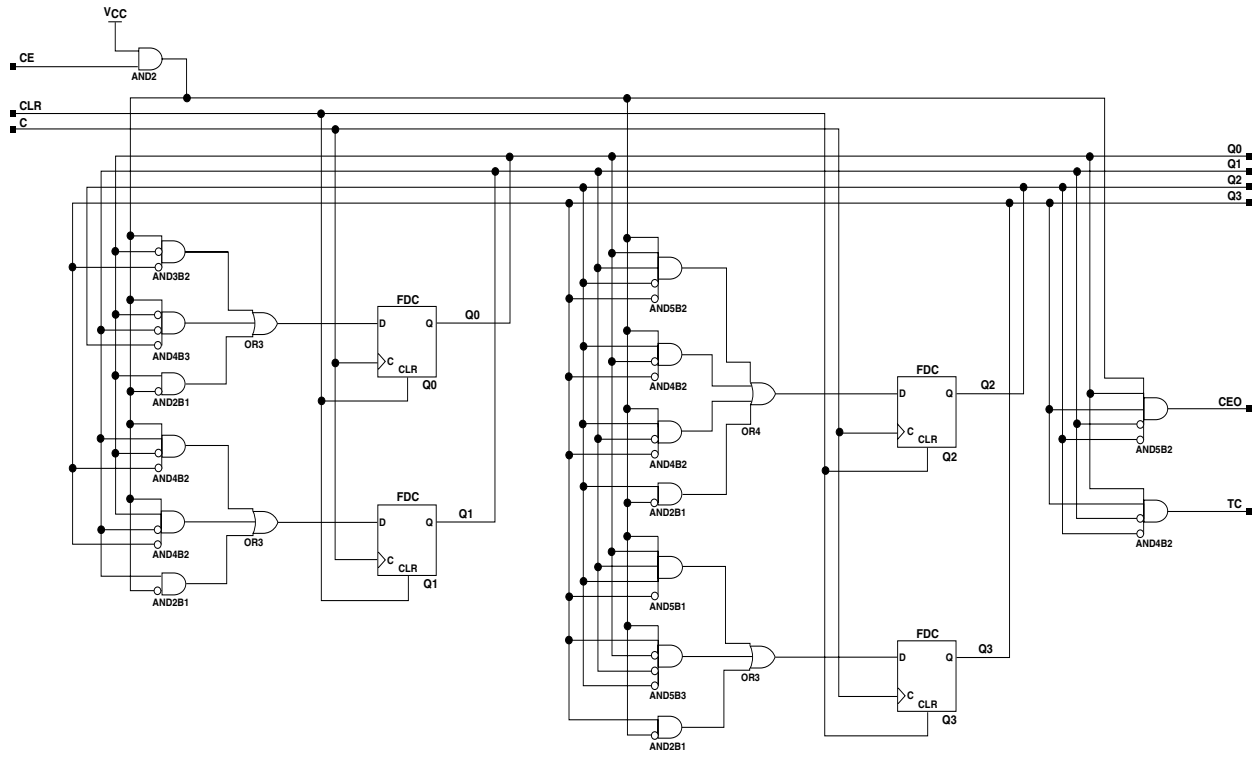 VCC
CE
AND2
CLR
C
Q0
Q1
Q2
Q3
AND3B2
AND4B3
OR3
AND2B1
FDC
D
Q
C
CLR
Q0
Q0
AND4B2
AND4B2
OR3
AND2B1
FDC
D
Q
C
CLR
Q1
Q1
AND5B2
AND4B2
AND4B2
OR4
AND2B1
FDC
D
Q
C
CLR
Q2
Q2
AND5B1
AND5B3
OR3
AND2B1
FDC
D
Q
C
CLR
Q3
Q3
CEO
AND5B2
TC
AND4B2